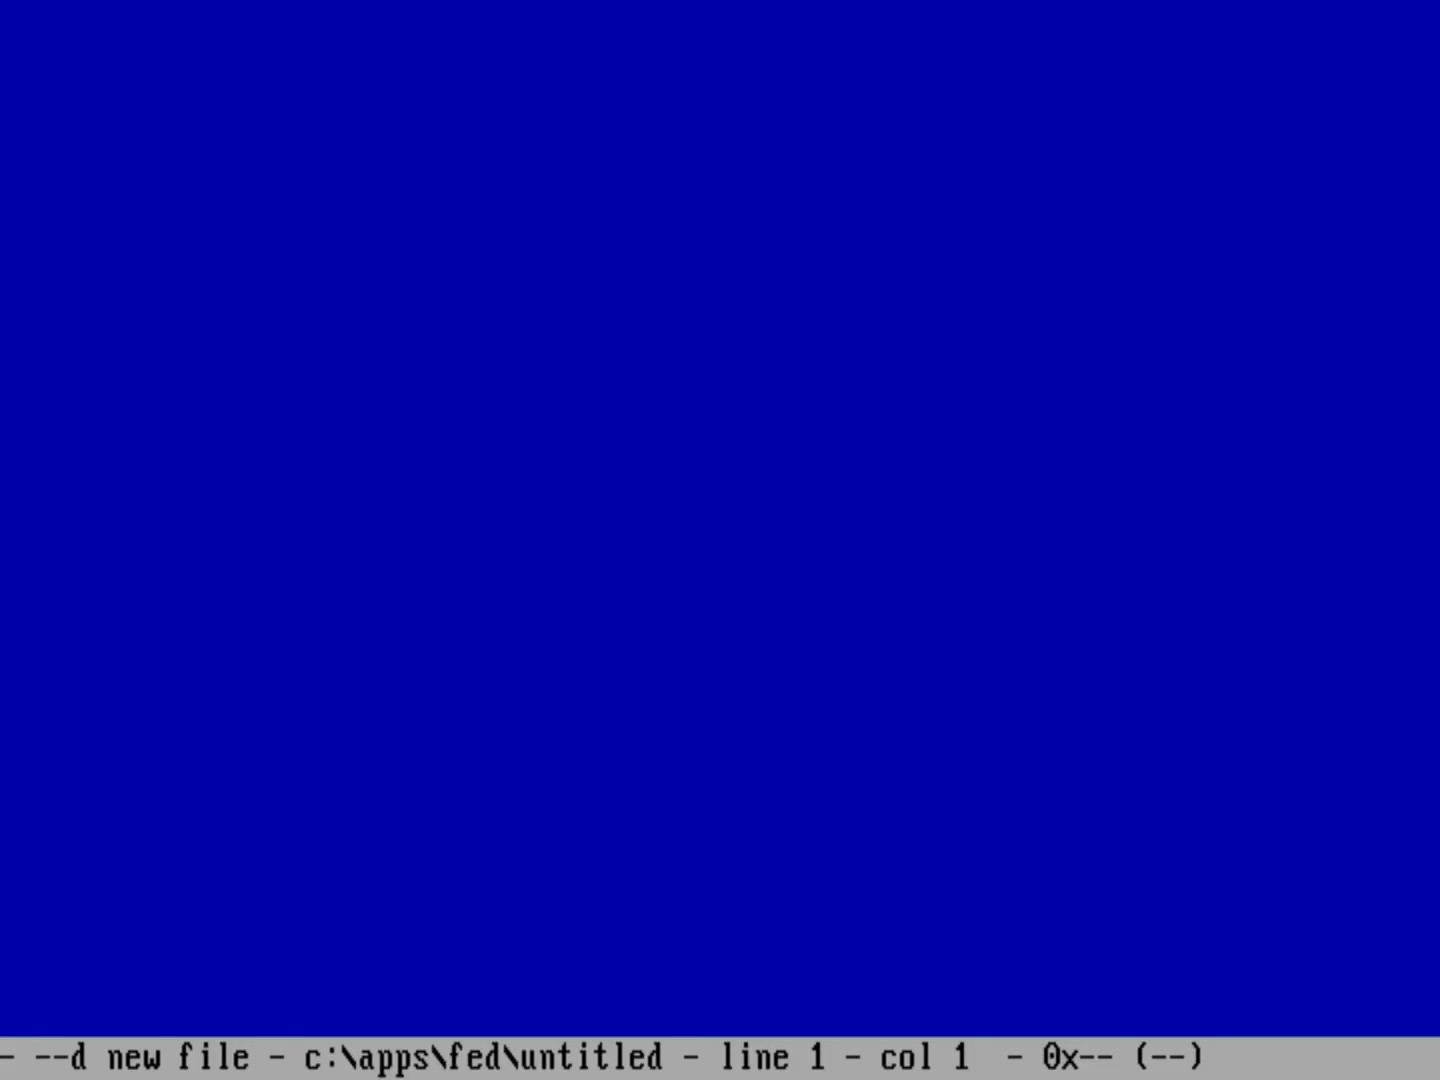 - --d new file - c:\apps\fed\untitled - line 1 - col 1  - 0x-- (--)